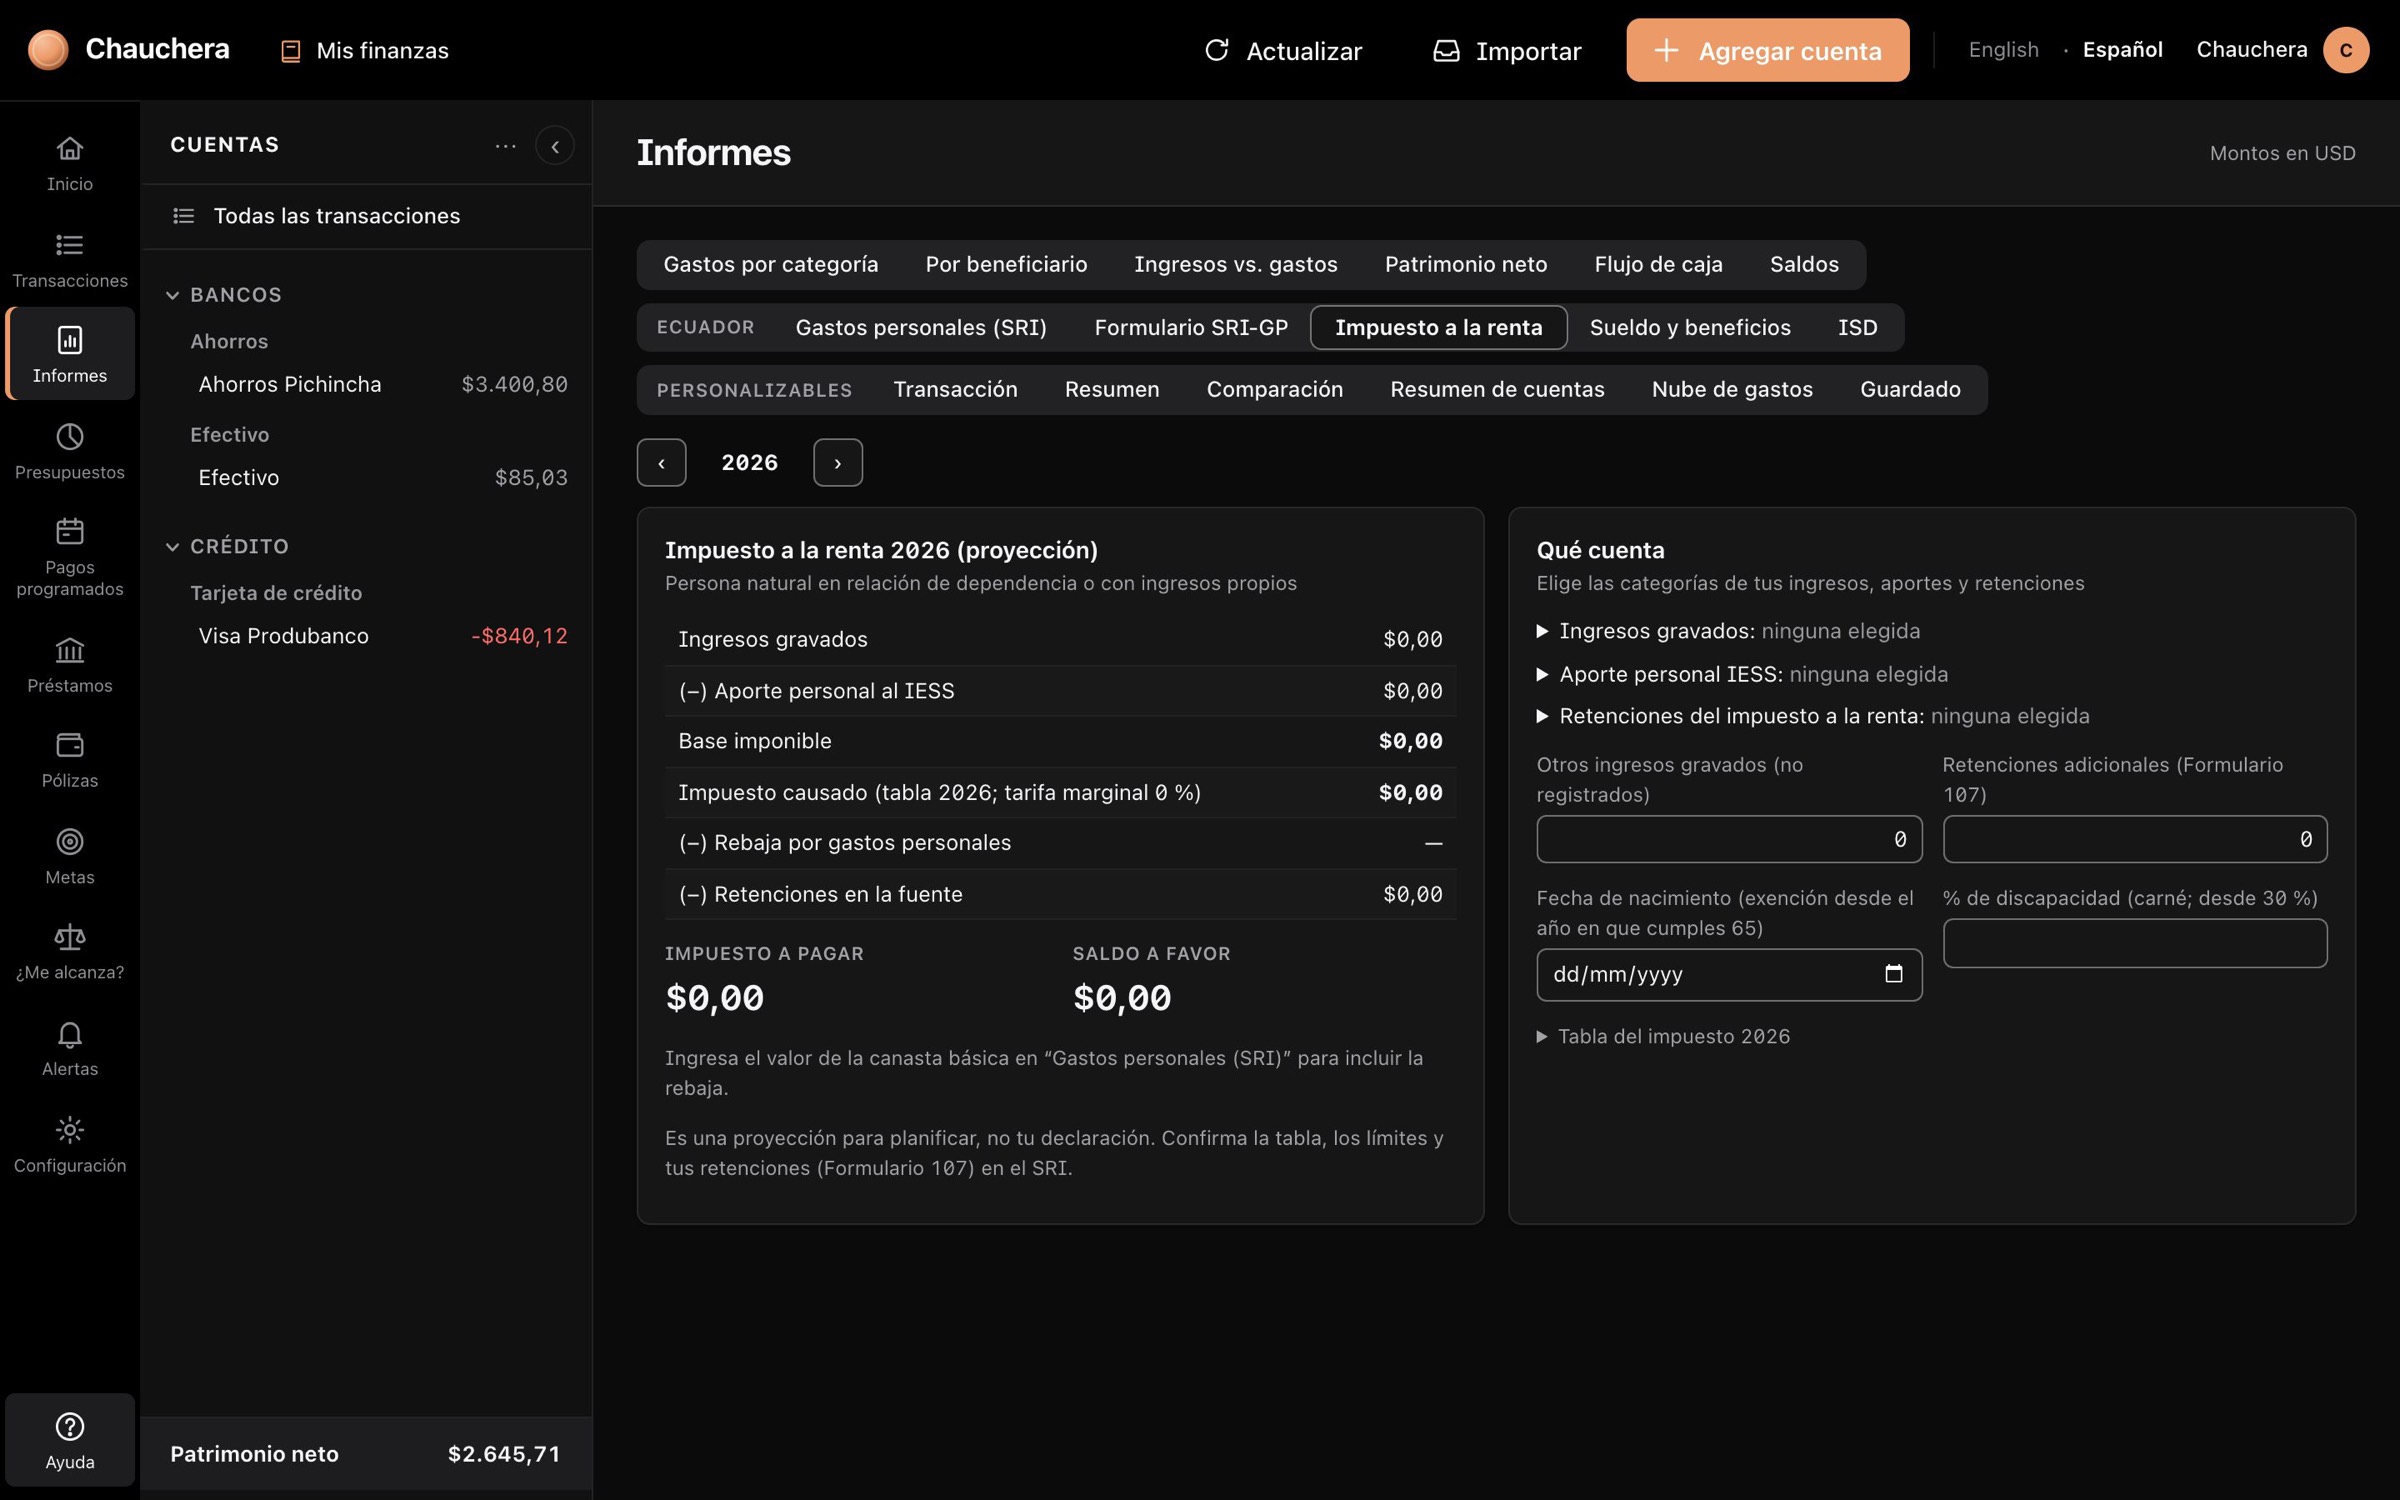 Chauchera
Mis finanzas
Actualizar
Importar
Agregar cuenta
English · Español
Chauchera
C
Inicio
Transacciones
Informes
Presupuestos
Pagos
programados
Préstamos
Pólizas
Metas
¿Me alcanza?
Alertas
Configuración
Ayuda
CUENTAS
Todas las transacciones
BANCOS
Ahorros
Ahorros Pichincha $3.400,80
Efectivo
Efectivo $85,03
CRÉDITO
Tarjeta de crédito
Visa Produbanco -$840,12
Patrimonio neto $2.645,71
Informes
Montos en USD
Gastos por categoría Por beneficiario Ingresos vs. gastos Patrimonio neto Flujo de caja Saldos
ECUADOR Gastos personales (SRI) Formulario SRI-GP Impuesto a la renta Sueldo y beneficios ISD
PERSONALIZABLES Transacción Resumen Comparación Resumen de cuentas Nube de gastos Guardado
‹ 2026 ›
Impuesto a la renta 2026 (proyección)
Persona natural en relación de dependencia o con ingresos propios
Ingresos gravados $0,00
(−) Aporte personal al IESS $0,00
Base imponible $0,00
Impuesto causado (tabla 2026; tarifa marginal 0 %) $0,00
(−) Rebaja por gastos personales —
(−) Retenciones en la fuente $0,00
IMPUESTO A PAGAR SALDO A FAVOR
$0,00 $0,00
Ingresa el valor de la canasta básica en “Gastos personales (SRI)” para incluir la
rebaja.
Es una proyección para planificar, no tu declaración. Confirma la tabla, los límites y
tus retenciones (Formulario 107) en el SRI.
Qué cuenta
Elige las categorías de tus ingresos, aportes y retenciones
Ingresos gravados: ninguna elegida
Aporte personal IESS: ninguna elegida
Retenciones del impuesto a la renta: ninguna elegida
Otros ingresos gravados (no
registrados)
0
Retenciones adicionales (Formulario
107)
0
Fecha de nacimiento (exención desde el
año en que cumples 65)
dd/mm/yyyy
% de discapacidad (carné; desde 30 %)
Tabla del impuesto 2026